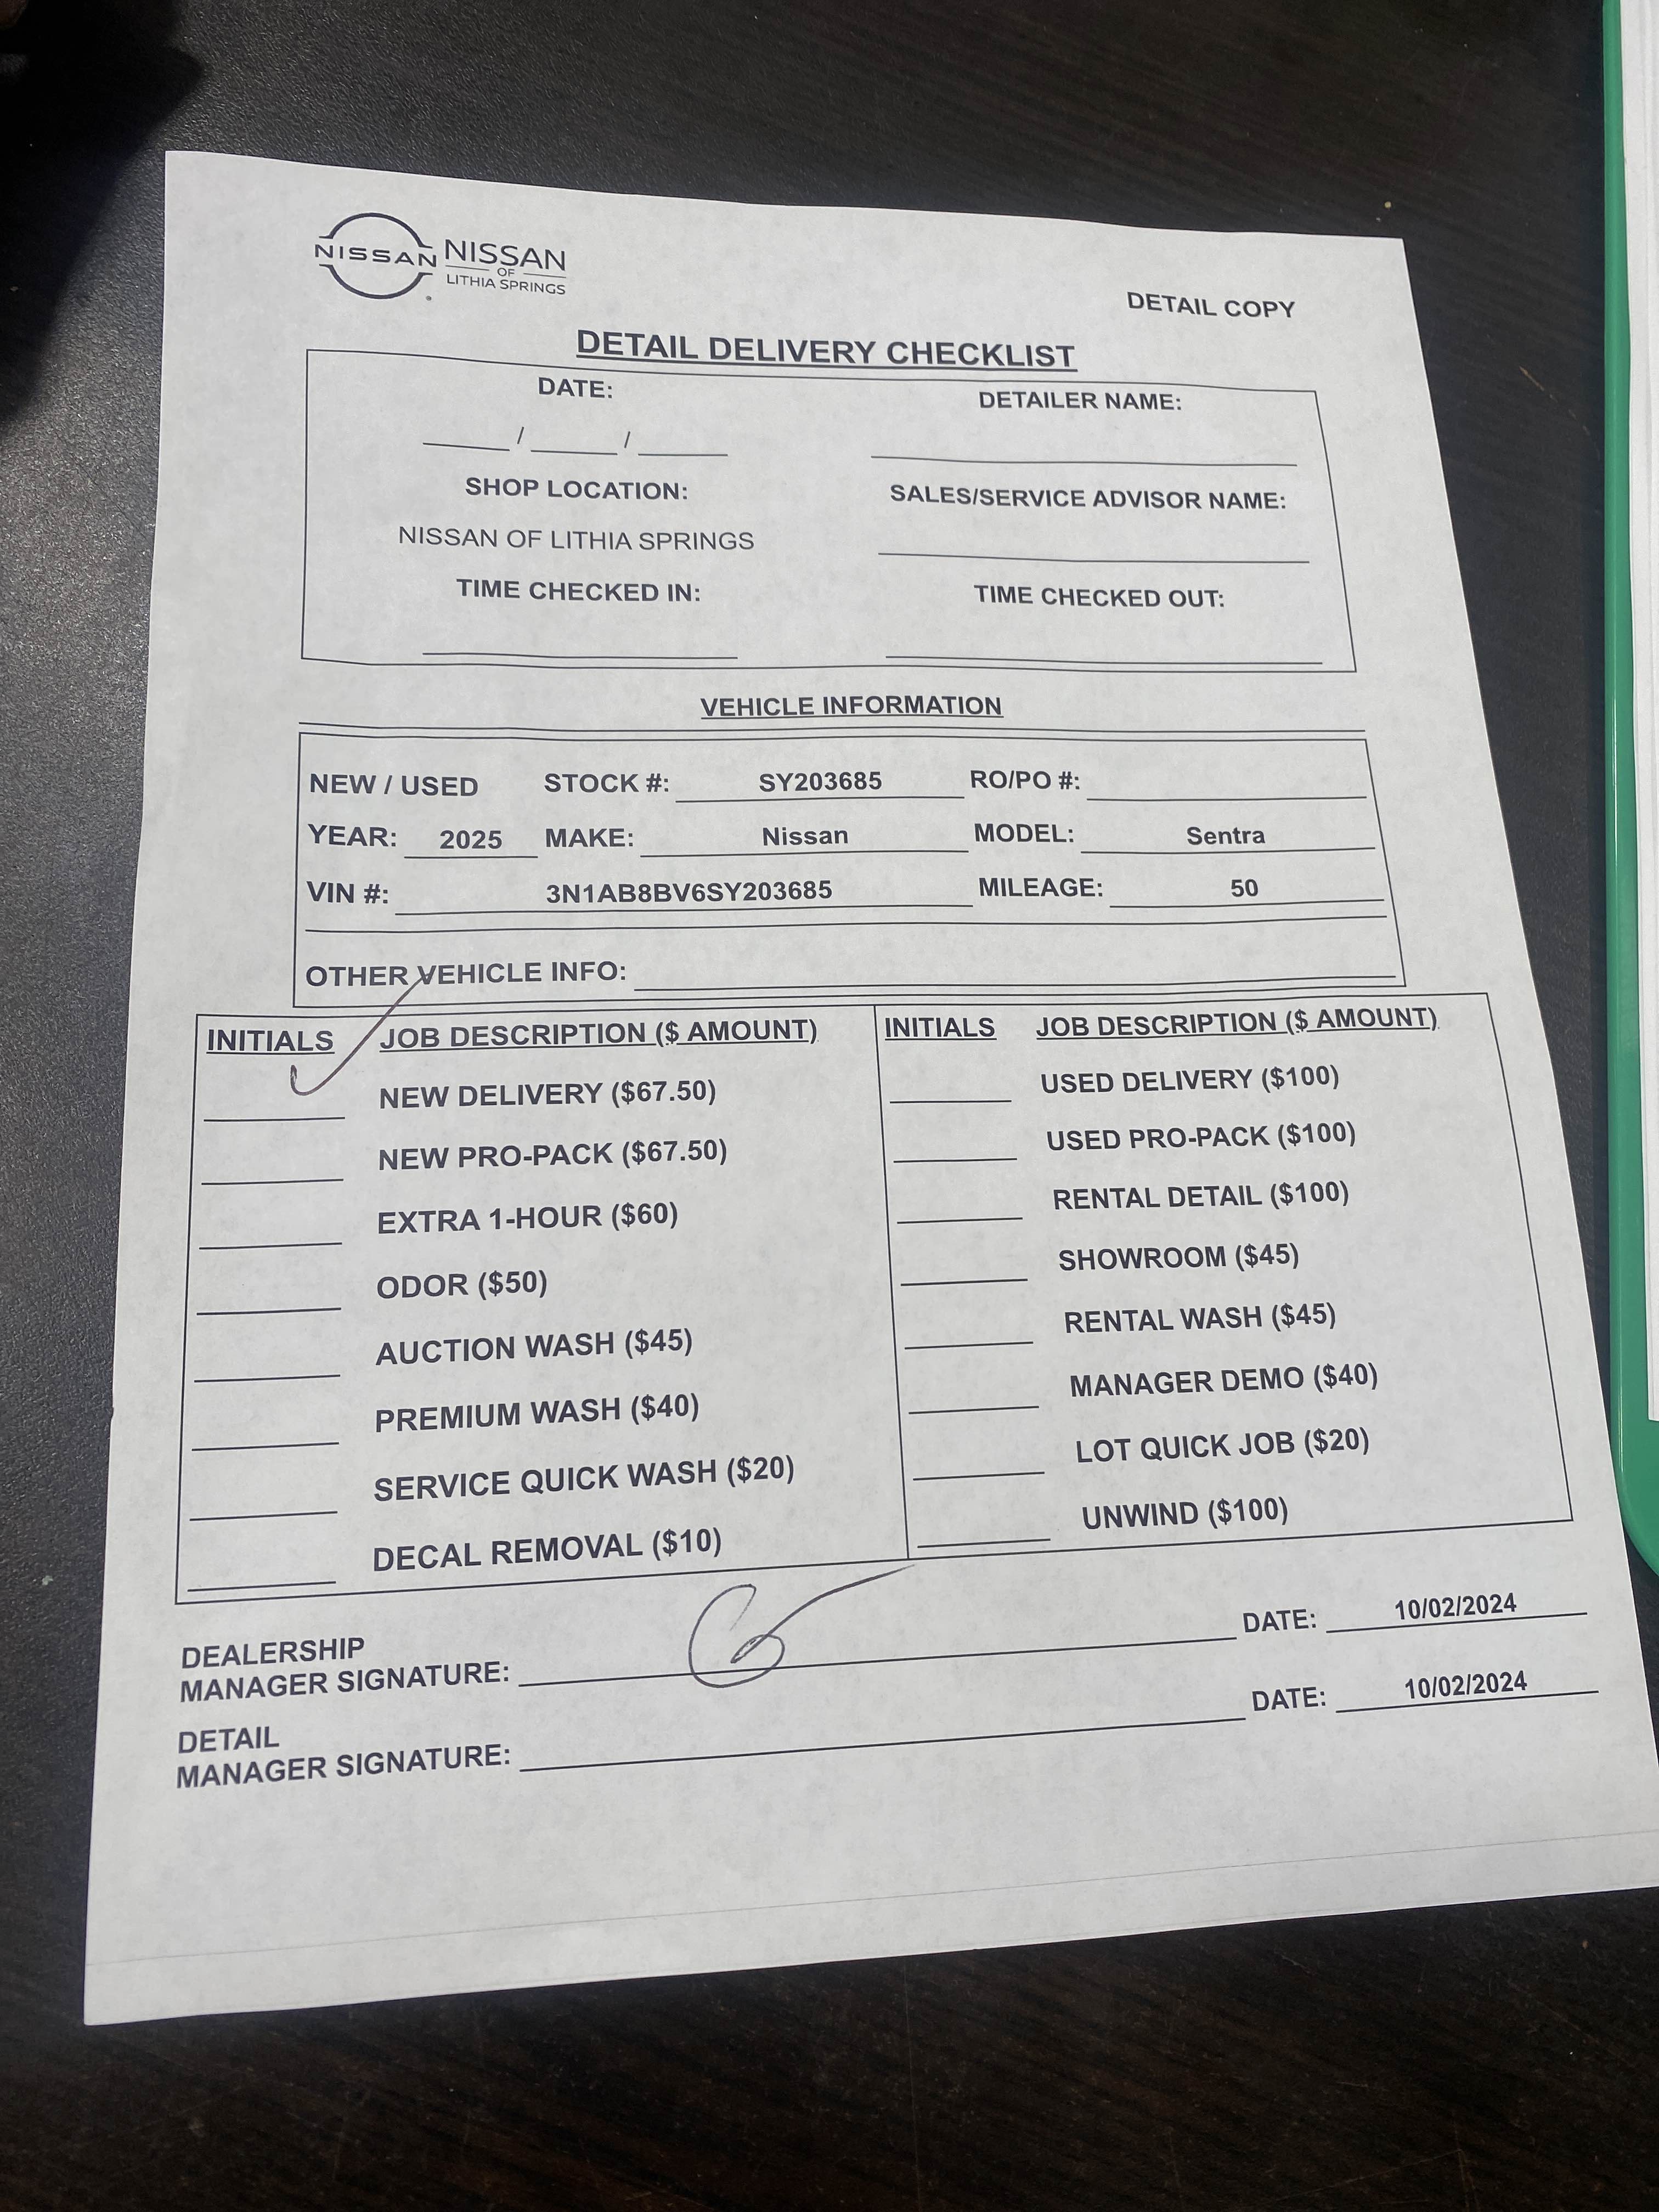 NISSAN NISSAN
OF
LITHIA SPRINGS
DETAIL COPY
DETAIL DELIVERY CHECKLIST
DATE: DETAILER NAME:
____ / ____ / ____
SHOP LOCATION: SALES/SERVICE ADVISOR NAME:
NISSAN OF LITHIA SPRINGS
TIME CHECKED IN: TIME CHECKED OUT:
VEHICLE INFORMATION
NEW / USED STOCK #: SY203685 RO/PO #:
YEAR: 2025 MAKE: Nissan MODEL: Sentra
VIN #: 3N1AB8BV6SY203685 MILEAGE: 50
OTHER VEHICLE INFO:
INITIALS JOB DESCRIPTION ($ AMOUNT) INITIALS JOB DESCRIPTION ($ AMOUNT)
NEW DELIVERY ($67.50) USED DELIVERY ($100)
NEW PRO-PACK ($67.50) USED PRO-PACK ($100)
EXTRA 1-HOUR ($60) RENTAL DETAIL ($100)
ODOR ($50) SHOWROOM ($45)
AUCTION WASH ($45) RENTAL WASH ($45)
PREMIUM WASH ($40) MANAGER DEMO ($40)
SERVICE QUICK WASH ($20) LOT QUICK JOB ($20)
DECAL REMOVAL ($10) UNWIND ($100)
DEALERSHIP
MANAGER SIGNATURE: DATE: 10/02/2024
DETAIL
MANAGER SIGNATURE: DATE: 10/02/2024